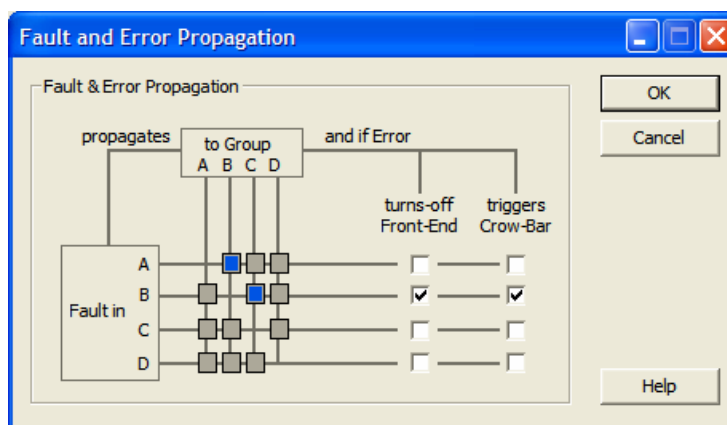 Fault and Error Propagation
Fault & Error Propagation
OK
Cancel
propagates
to Group
A B C D
and if Error
turns-off
Front-End
triggers
Crow-Bar
Fault in
A
B
C
D
Help